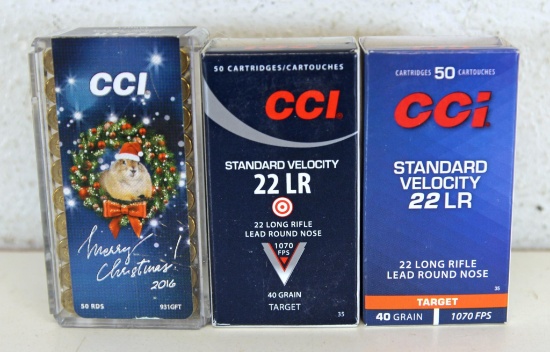 CCI
Merry
Christmas!
2016
50 RDS 931GFT
50 CARTRIDGES/CARTOUCHES
CCI
STANDARD VELOCITY
22 LR
22 LONG RIFLE
LEAD ROUND NOSE
1070
FPS
40 GRAIN
TARGET
35
CARTRIDGES 50 CARTOUCHES
CCI
STANDARD
VELOCITY
22 LR
22 LONG RIFLE
LEAD ROUND NOSE
35
TARGET
40 GRAIN 1070 FPS